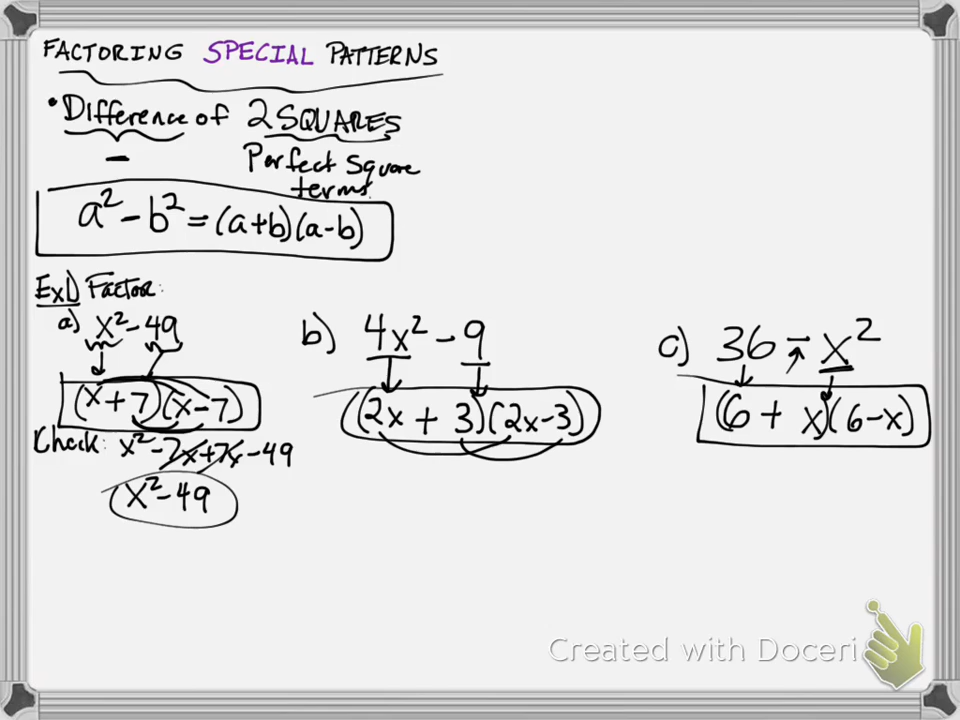 FACTORING SPECIAL PATTERNS
• Difference of 2 SQUARES
− Perfect Square
terms.
a² − b² = (a+b)(a−b)
Ex1) Factor:
a) x² − 49
(x + 7)(x − 7)
Check: x² − 7x + 7x − 49
x² − 49
b) 4x² − 9
(2x + 3)(2x − 3)
c) 36 − x²
(6 + x)(6 − x)
Created with Doceri